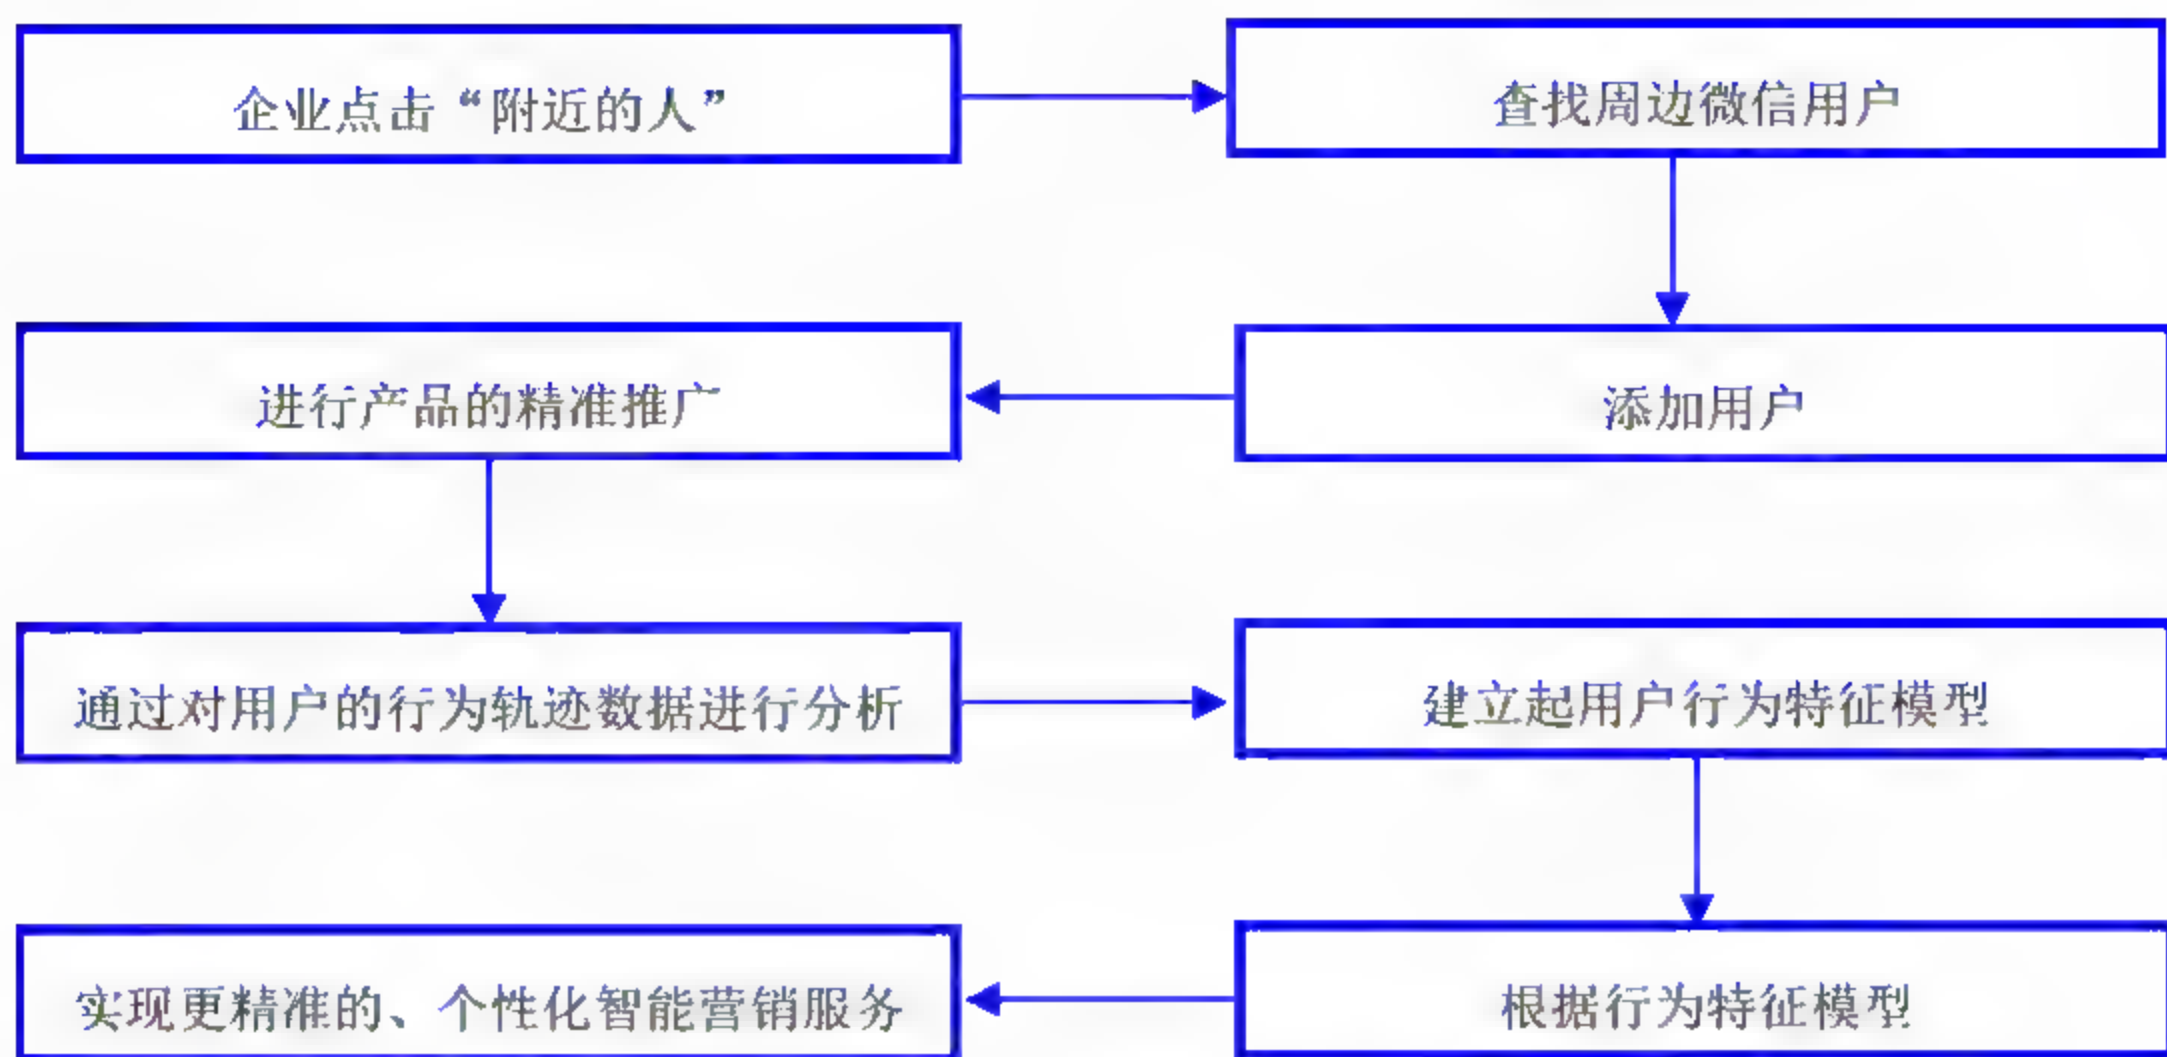 企业点击“附近的人”
查找周边微信用户
添加用户
进行产品的精准推广
通过对用户的行为轨迹数据进行分析
建立起用户行为特征模型
根据行为特征模型
实现更精准的、个性化智能营销服务